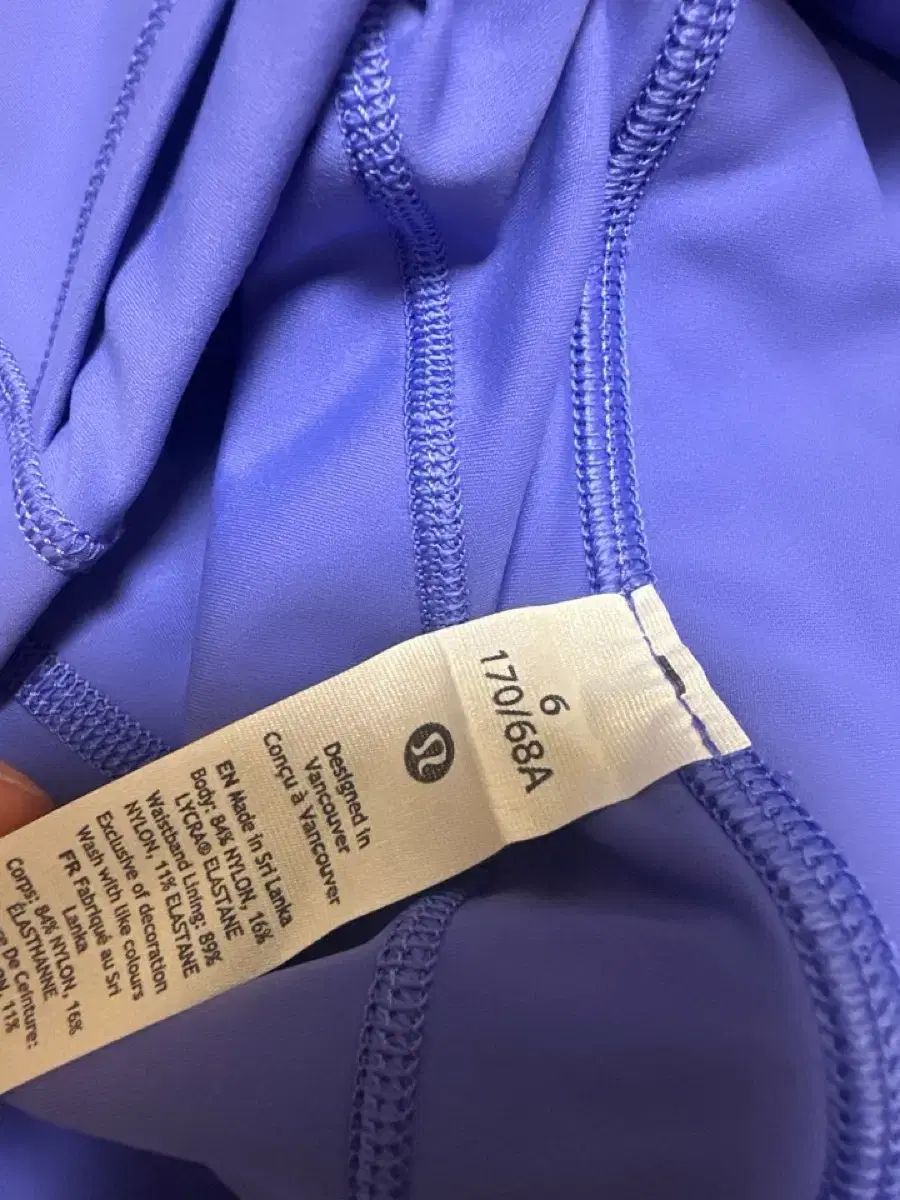 6
170/68A
Designed in
Vancouver
Conçu à Vancouver
EN Made in Sri Lanka
Body: 84% NYLON, 16%
LYCRA® ELASTANE
Waistband Lining: 89%
NYLON, 11% ELASTANE
Exclusive of decoration
Wash with like colours
FR Fabriqué au Sri
Lanka
Corps: 84% NYLON, 16%
ÉLASTHANNE
De Ceinture:
11%